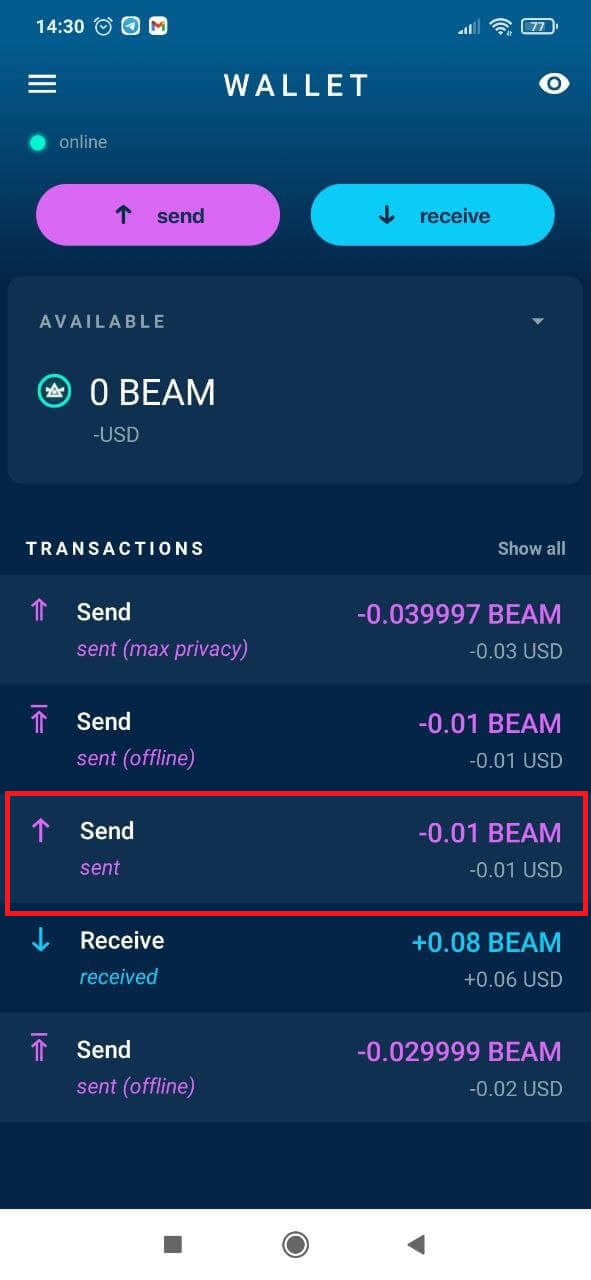 14:30 77
WALLET
online
send receive
AVAILABLE
0 BEAM
-USD
TRANSACTIONS Show all
Send -0.039997 BEAM
sent (max privacy) -0.03 USD
Send -0.01 BEAM
sent (offline) -0.01 USD
Send -0.01 BEAM
sent -0.01 USD
Receive +0.08 BEAM
received +0.06 USD
Send -0.029999 BEAM
sent (offline) -0.02 USD